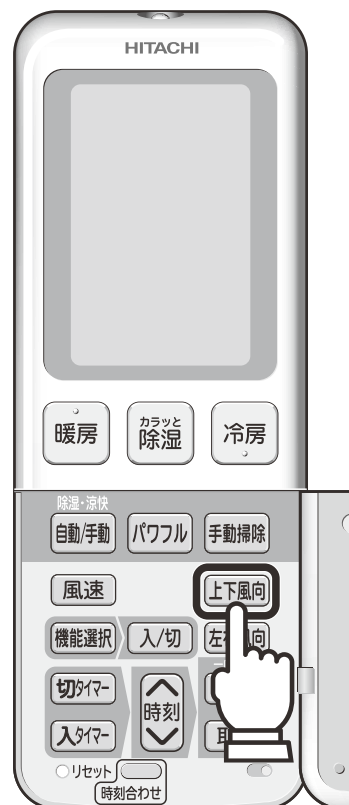 HITACHI
暖房
カラッと
除湿
冷房
除湿・涼快
自動/手動
パワフル
手動掃除
風速
上下風向
機能選択
入/切
切タイマー
時刻
入タイマー
リセット
時刻合わせ